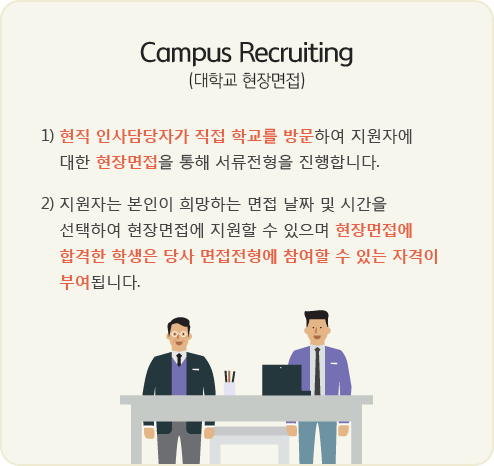 Campus Recruiting
(대학교 현장면접)
1) 현직 인사담당자가 직접 학교를 방문하여 지원자에
대한 현장면접을 통해 서류전형을 진행합니다.
2) 지원자는 본인이 희망하는 면접 날짜 및 시간을
선택하여 현장면접에 지원할 수 있으며 현장면접에
합격한 학생은 당사 면접전형에 참여할 수 있는 자격이
부여됩니다.